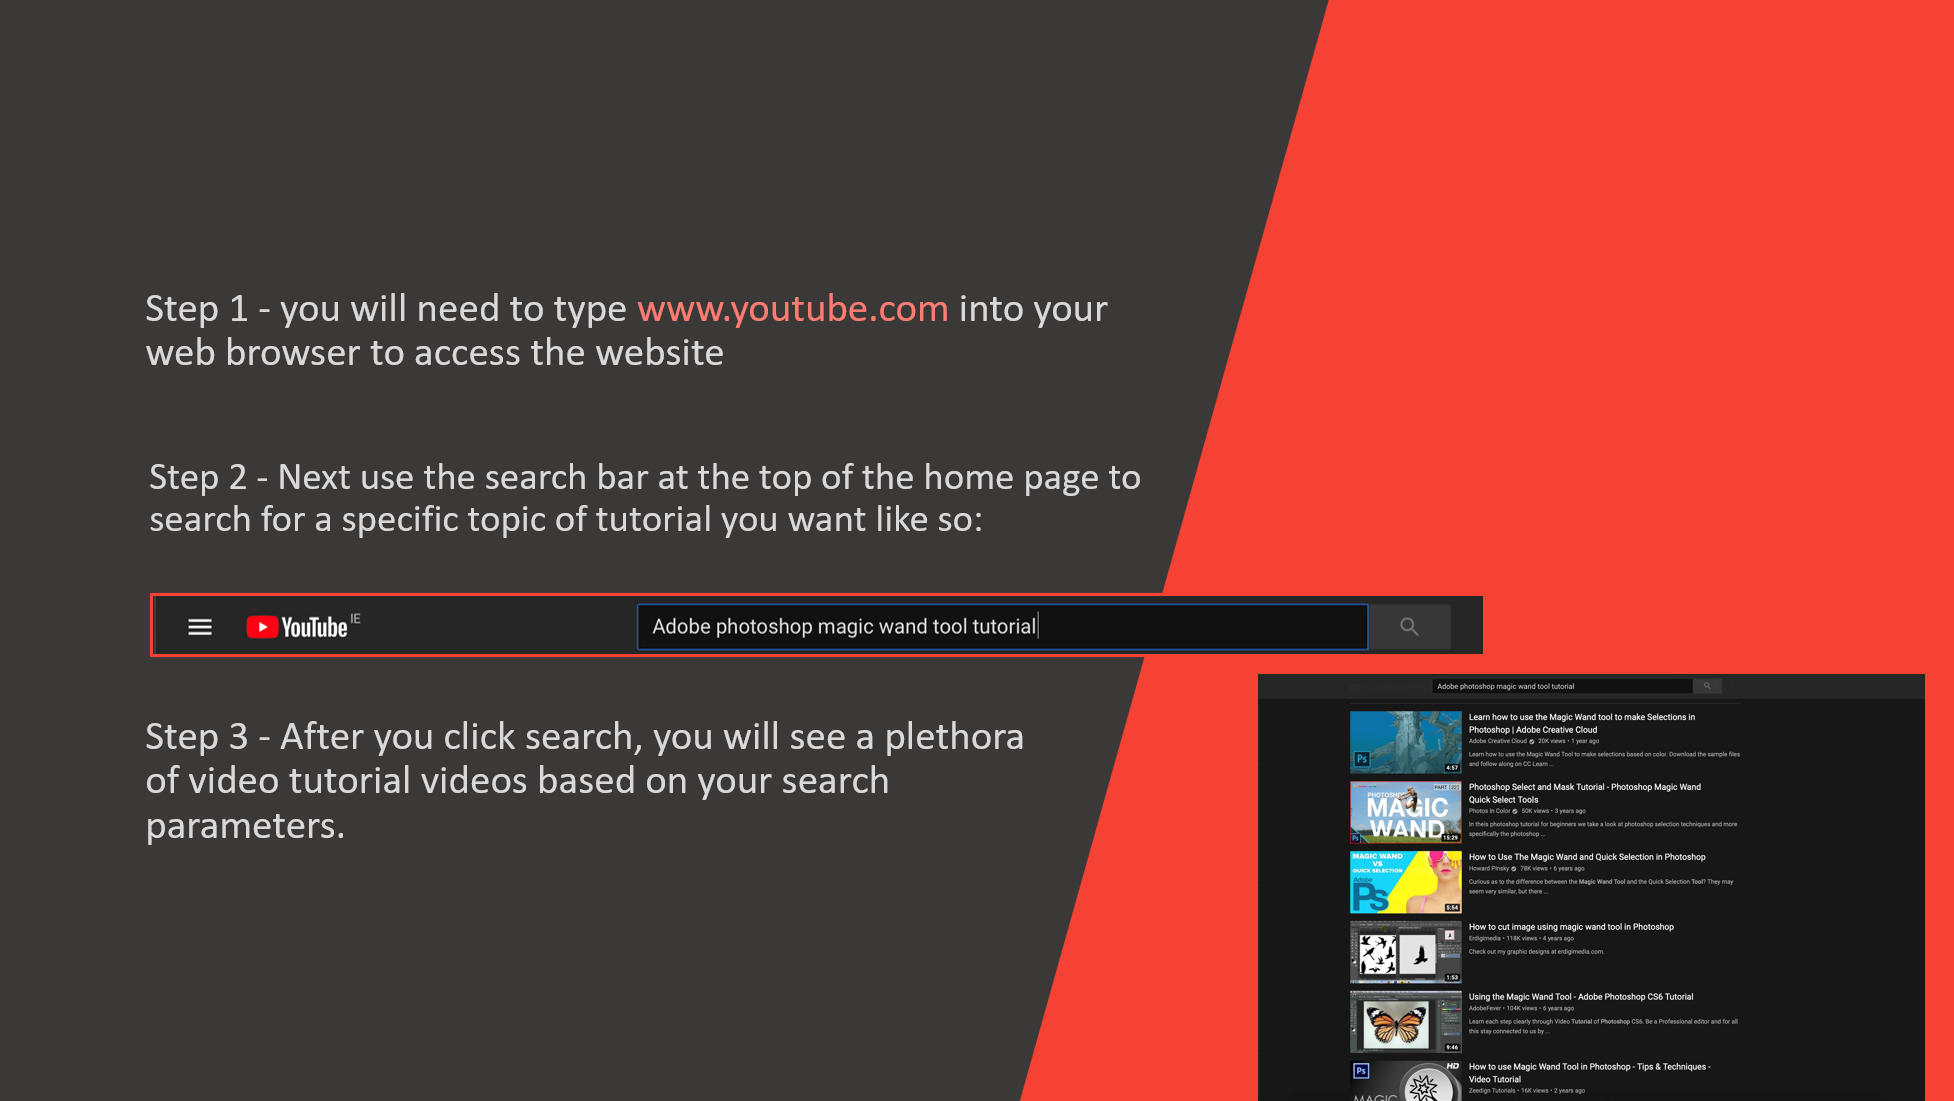 Step 1 - you will need to type www.youtube.com into your
web browser to access the website
Step 2 - Next use the search bar at the top of the home page to
search for a specific topic of tutorial you want like so:
YouTube IE
Adobe photoshop magic wand tool tutorial
Step 3 - After you click search, you will see a plethora
of video tutorial videos based on your search
parameters.
Adobe photoshop magic wand tool tutorial
Ps
4:57
Learn how to use the Magic Wand tool to make Selections in
Photoshop | Adobe Creative Cloud
Adobe Creative Cloud 20K views • 1 year ago
Learn how to use the Magic Wand Tool to make selections based on color. Download the sample files
and follow along on CC Learn ...
PART [22]
PHOTOSHOP
MAGIC
WAND
Ps
15:29
Photoshop Select and Mask Tutorial - Photoshop Magic Wand
Quick Select Tools
Photos In Color 50K views • 3 years ago
In theis photoshop tutorial for beginners we take a look at photoshop selection techniques and more
specifically the photoshop ...
MAGIC WAND
VS
QUICK SELECTION
Adobe
Ps
5:54
How to Use The Magic Wand and Quick Selection in Photoshop
Howard Pinsky 78K views • 6 years ago
Curious as to the difference between the Magic Wand Tool and the Quick Selection Tool? They may
seem very similar, but there ...
1:53
How to cut image using magic wand tool in Photoshop
Erdigimedia • 118K views • 4 years ago
Check out my graphic designs at erdigimedia.com.
9:46
Using the Magic Wand Tool - Adobe Photoshop CS6 Tutorial
AdobeFever • 104K views • 6 years ago
Learn each step clearly through Video Tutorial of Photoshop CS6. Be a Professional editor and for all
this stay connected to us by ...
Ps
HD
MAGIC
How to use Magic Wand Tool in Photoshop - Tips & Techniques -
Video Tutorial
Zeedign Tutorials • 16K views • 2 years ago